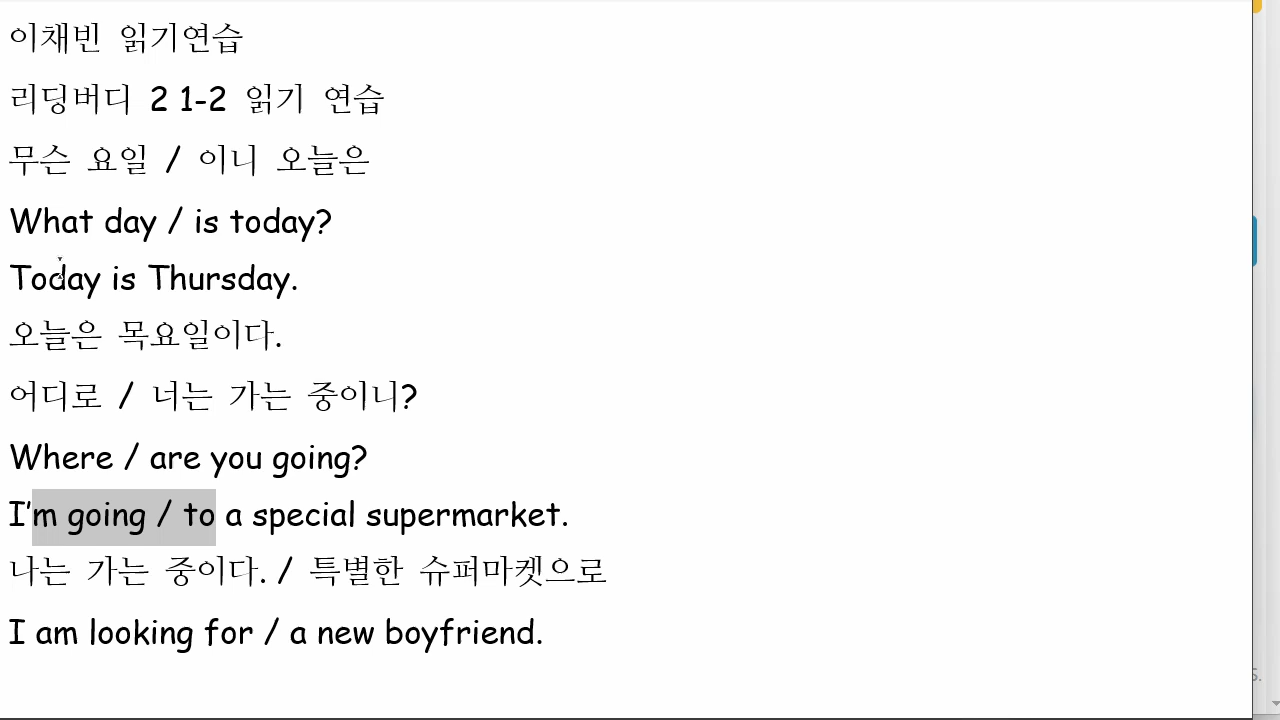 이채빈 읽기연습
리딩버디 2 1-2 읽기 연습
무슨 요일 / 이니 오늘은
What day / is today?
Today is Thursday.
오늘은 목요일이다.
어디로 / 너는 가는 중이니?
Where / are you going?
I'm going / to a special supermarket.
나는 가는 중이다. / 특별한 슈퍼마켓으로
I am looking for / a new boyfriend.